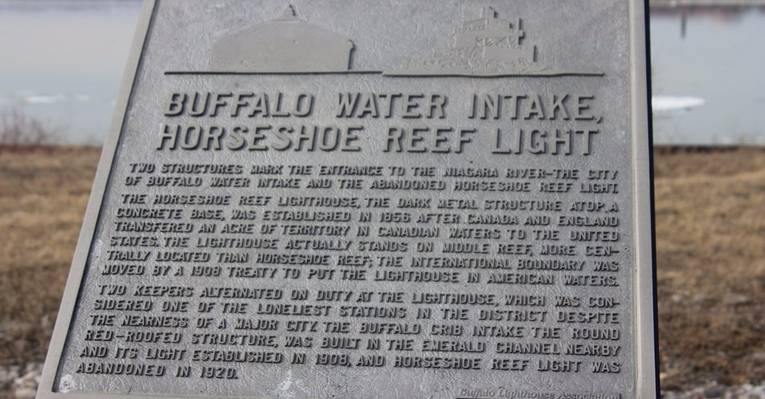 BUFFALO WATER INTAKE,
HORSESHOE REEF LIGHT
TWO STRUCTURES MARK THE ENTRANCE TO THE NIAGARA RIVER-THE CITY
OF BUFFALO WATER INTAKE AND THE ABANDONED HORSESHOE REEF LIGHT.
THE HORSESHOE REEF LIGHTHOUSE, THE DARK METAL STRUCTURE ATOP A
CONCRETE BASE, WAS ESTABLISHED IN 1856 AFTER CANADA AND ENGLAND
TRANSFERED AN ACRE OF TERRITORY IN CANADIAN WATERS TO THE UNITED
STATES. THE LIGHTHOUSE ACTUALLY STANDS ON MIDDLE REEF, MORE CEN-
TRALLY LOCATED THAN HORSESHOE REEF; THE INTERNATIONAL BOUNDARY WAS
MOVED BY A 1908 TREATY TO PUT THE LIGHTHOUSE IN AMERICAN WATERS.
TWO KEEPERS ALTERNATED ON DUTY AT THE LIGHTHOUSE, WHICH WAS CON-
SIDERED ONE OF THE LONELIEST STATIONS IN THE DISTRICT DESPITE
THE NEARNESS OF A MAJOR CITY. THE BUFFALO CRIB INTAKE THE ROUND
RED-ROOFED STRUCTURE, WAS BUILT IN THE EMERALD CHANNEL NEARBY
AND ITS LIGHT ESTABLISHED IN 1908, AND HORSESHOE REEF LIGHT WAS
ABANDONED IN 1920.
Buffalo Lighthouse Association